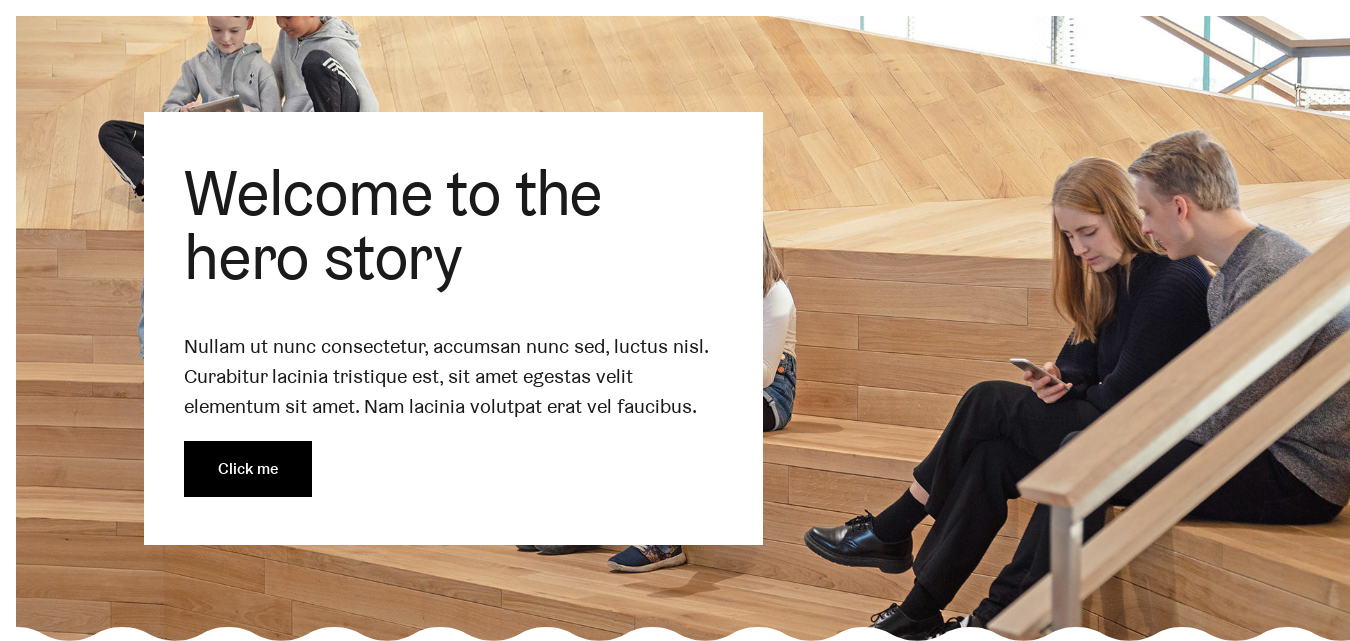 Welcome to the
hero story
Nullam ut nunc consectetur, accumsan nunc sed, luctus nisl.
Curabitur lacinia tristique est, sit amet egestas velit
elementum sit amet. Nam lacinia volutpat erat vel faucibus.
Click me